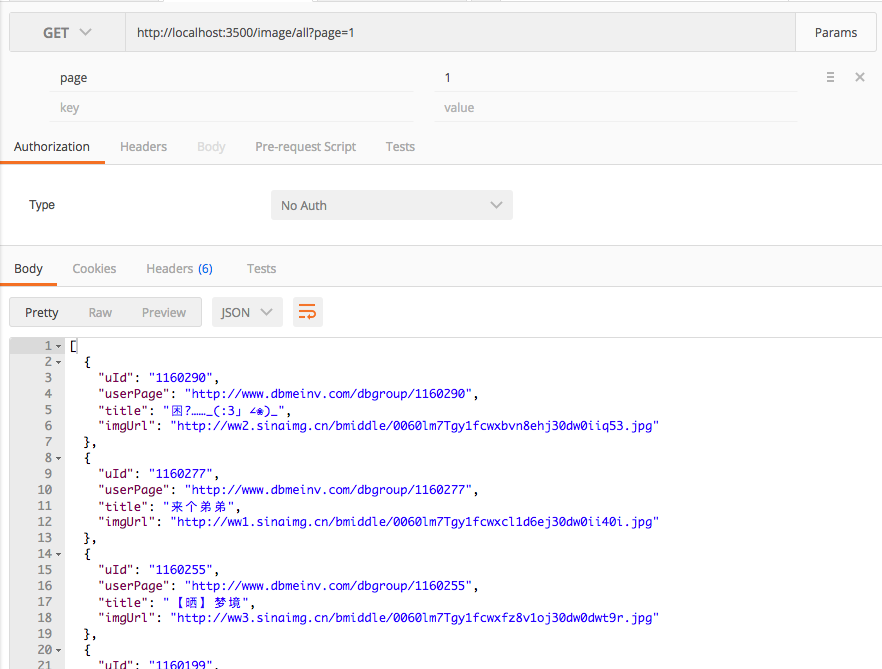 GET http://localhost:3500/image/all?page=1 Params
page 1
key value
Authorization Headers Body Pre-request Script Tests
Type No Auth
Body Cookies Headers (6) Tests
Pretty Raw Preview JSON
1 [
2 {
3 "uId": "1160290",
4 "userPage": "http://www.dbmeinv.com/dbgroup/1160290",
5 "title": "困?……_(:3」∠❀)_",
6 "imgUrl": "http://ww2.sinaimg.cn/bmiddle/0060lm7Tgy1fcwxbvn8ehj30dw0iiq53.jpg"
7 },
8 {
9 "uId": "1160277",
10 "userPage": "http://www.dbmeinv.com/dbgroup/1160277",
11 "title": "来个弟弟",
12 "imgUrl": "http://ww1.sinaimg.cn/bmiddle/0060lm7Tgy1fcwxcl1d6ej30dw0ii40i.jpg"
13 },
14 {
15 "uId": "1160255",
16 "userPage": "http://www.dbmeinv.com/dbgroup/1160255",
17 "title": "【晒】梦境",
18 "imgUrl": "http://ww3.sinaimg.cn/bmiddle/0060lm7Tgy1fcwxfz8v1oj30dw0dwt9r.jpg"
19 },
20 {
21 "uId": "1160199",